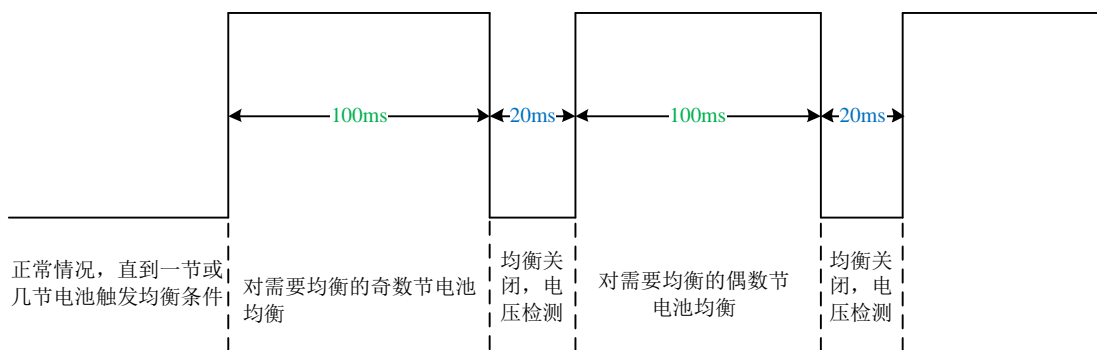 100ms
20ms
100ms
20ms
正常情况，直到一节或
几节电池触发均衡条件
对需要均衡的奇数节电池
均衡
均衡关
闭，电
压检测
对需要均衡的偶数节
电池均衡
均衡关
闭，电
压检测